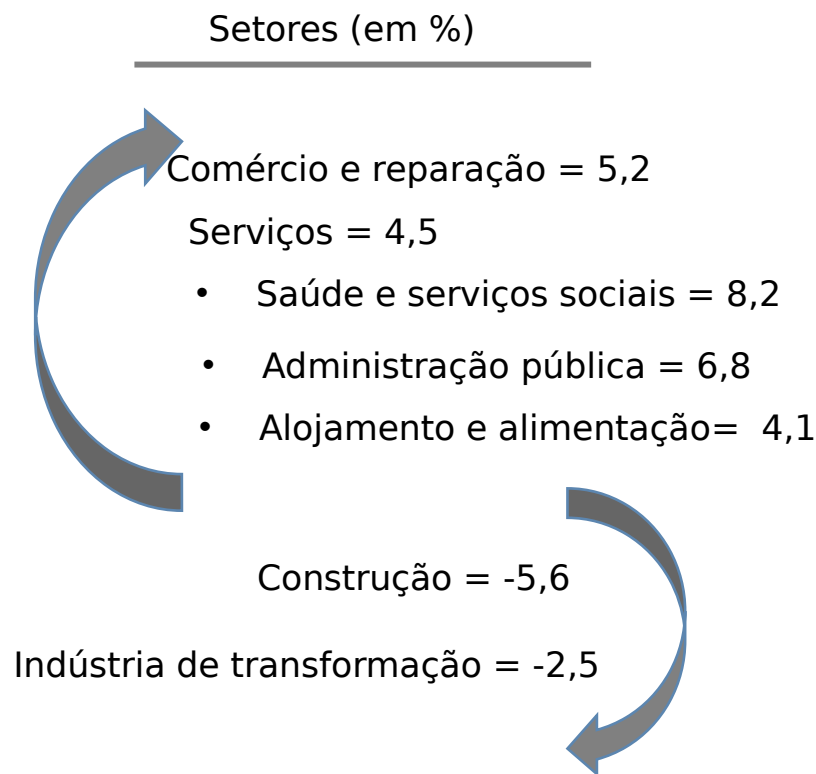 Setores (em %)
Comércio e reparação = 5,2
Serviços = 4,5
• Saúde e serviços sociais = 8,2
• Administração pública = 6,8
• Alojamento e alimentação= 4,1
Construção = -5,6
Indústria de transformação = -2,5